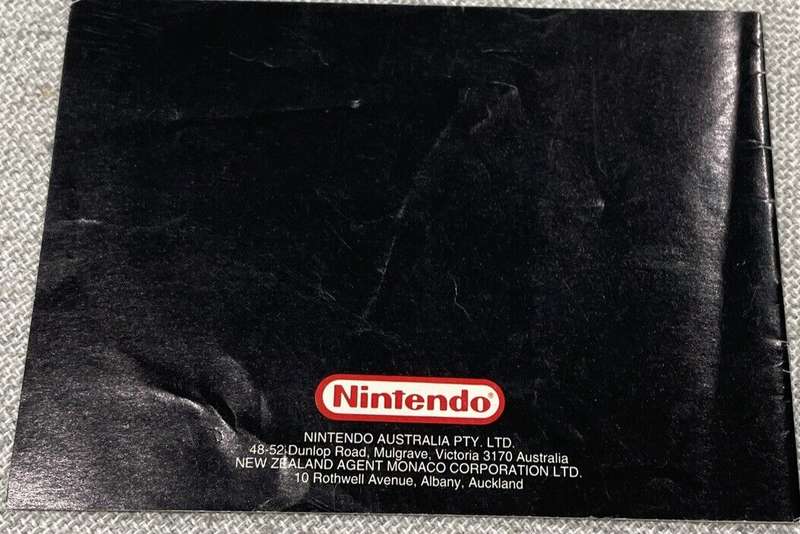 Nintendo®
NINTENDO AUSTRALIA PTY. LTD.
48-52 Dunlop Road, Mulgrave, Victoria 3170 Australia
NEW ZEALAND AGENT MONACO CORPORATION LTD.
10 Rothwell Avenue, Albany, Auckland